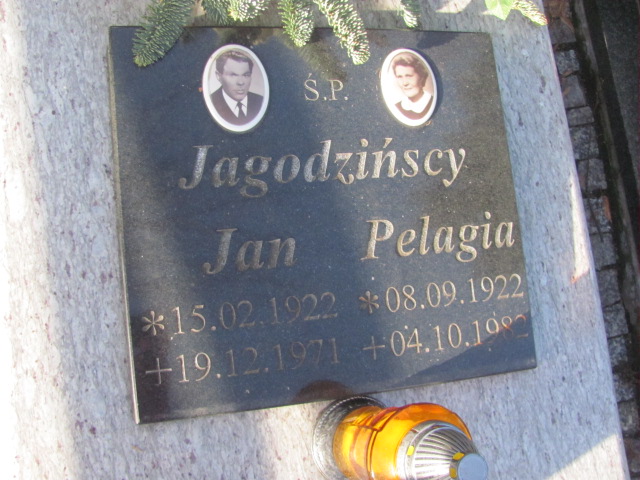 Ś.P.
Jagodzińscy
Jan Pelagia
*15.02.1922 *08.09.1922
+19.12.1971 +04.10.1982